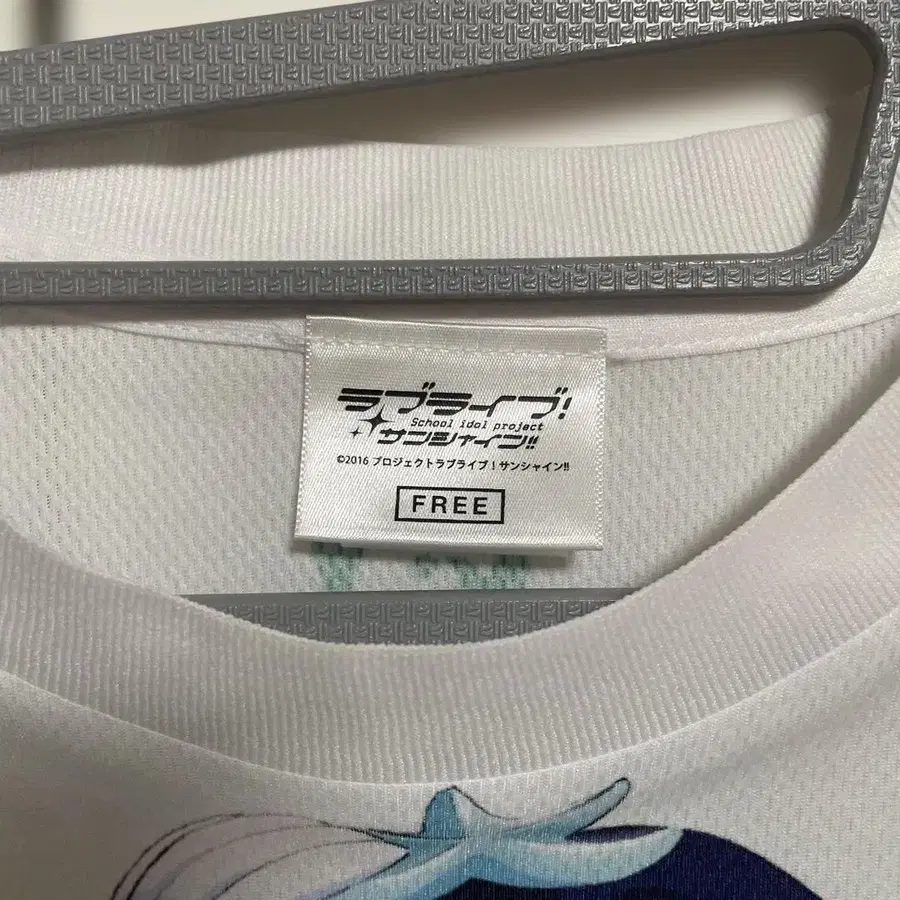 ラブライブ!
School idol project
サンシャイン!!
©2016 プロジェクトラブライブ！サンシャイン!!
FREE